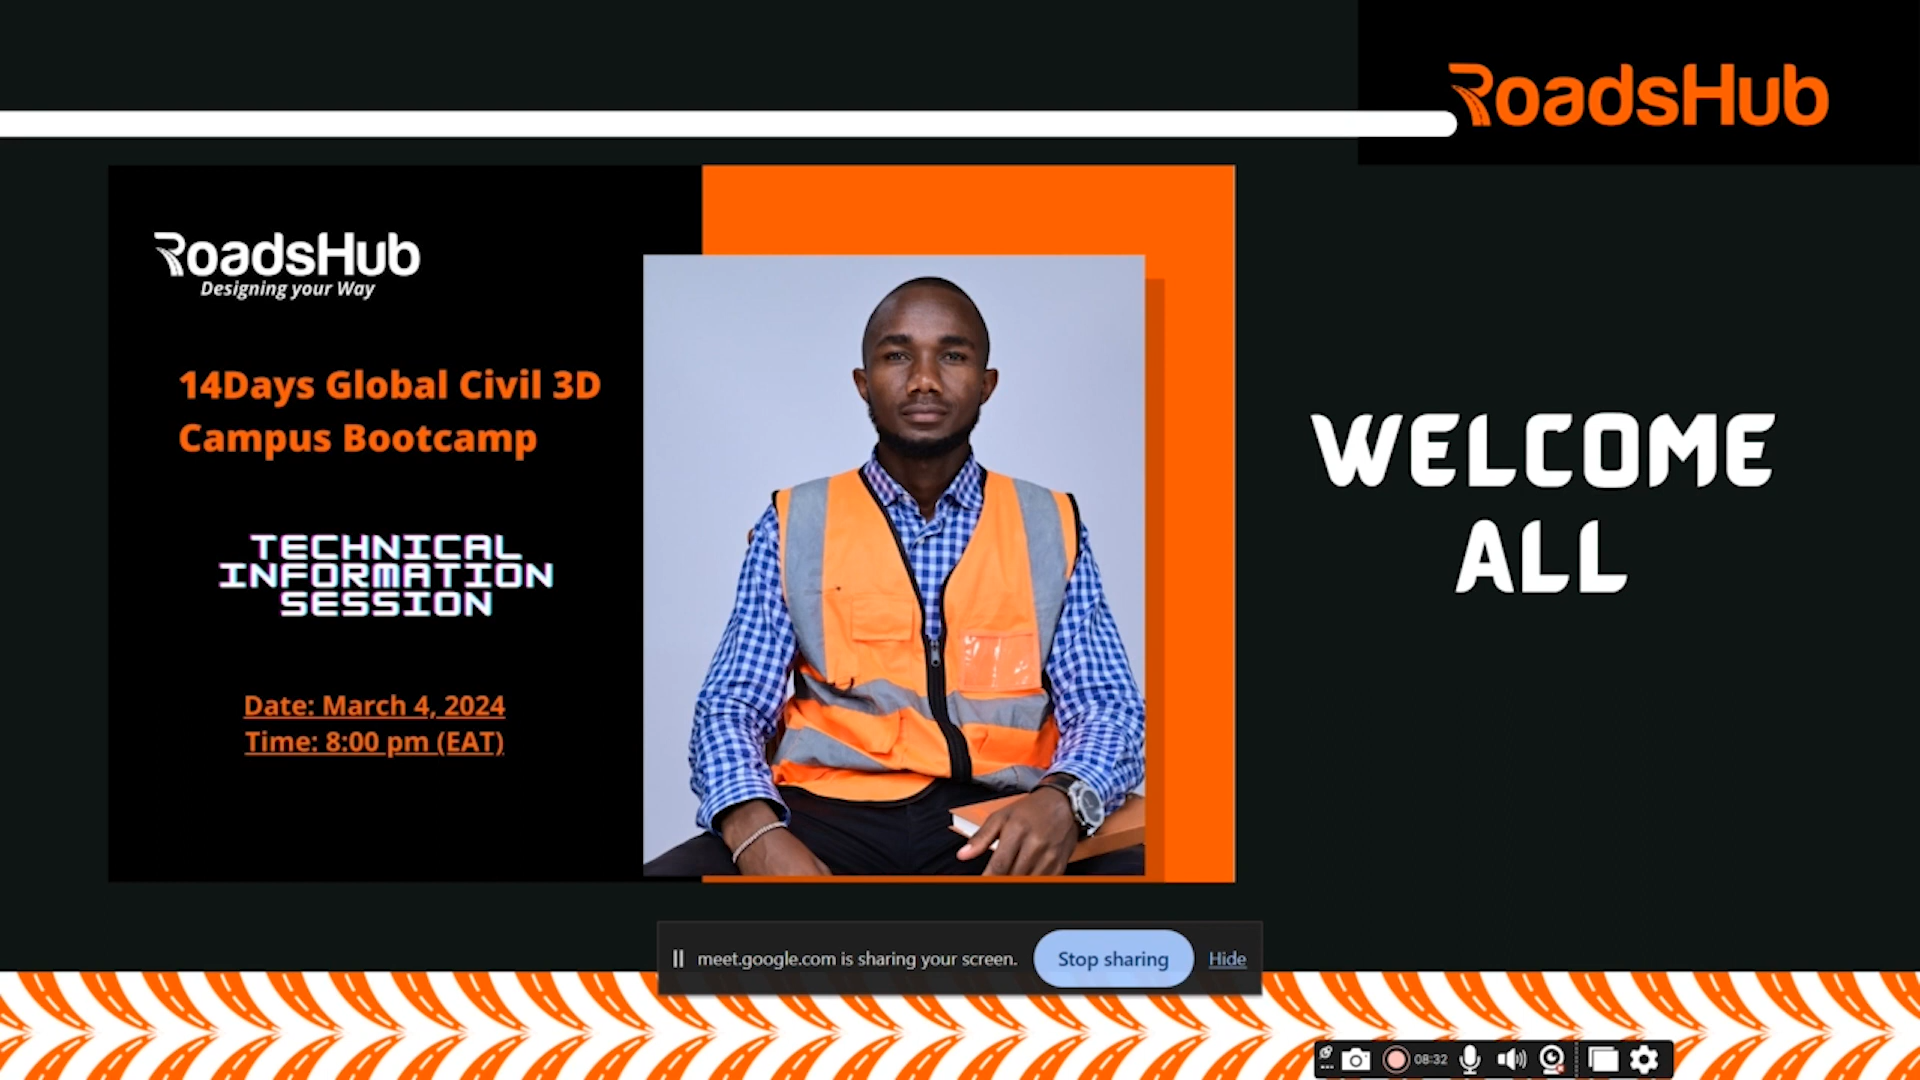 RoadsHub
RoadsHub
Designing your Way
14Days Global Civil 3D
Campus Bootcamp
TECHNICAL
INFORMATION
SESSION
Date: March 4, 2024
Time: 8:00 pm (EAT)
WELCOME
ALL
meet.google.com is sharing your screen.
Stop sharing
Hide
08:32